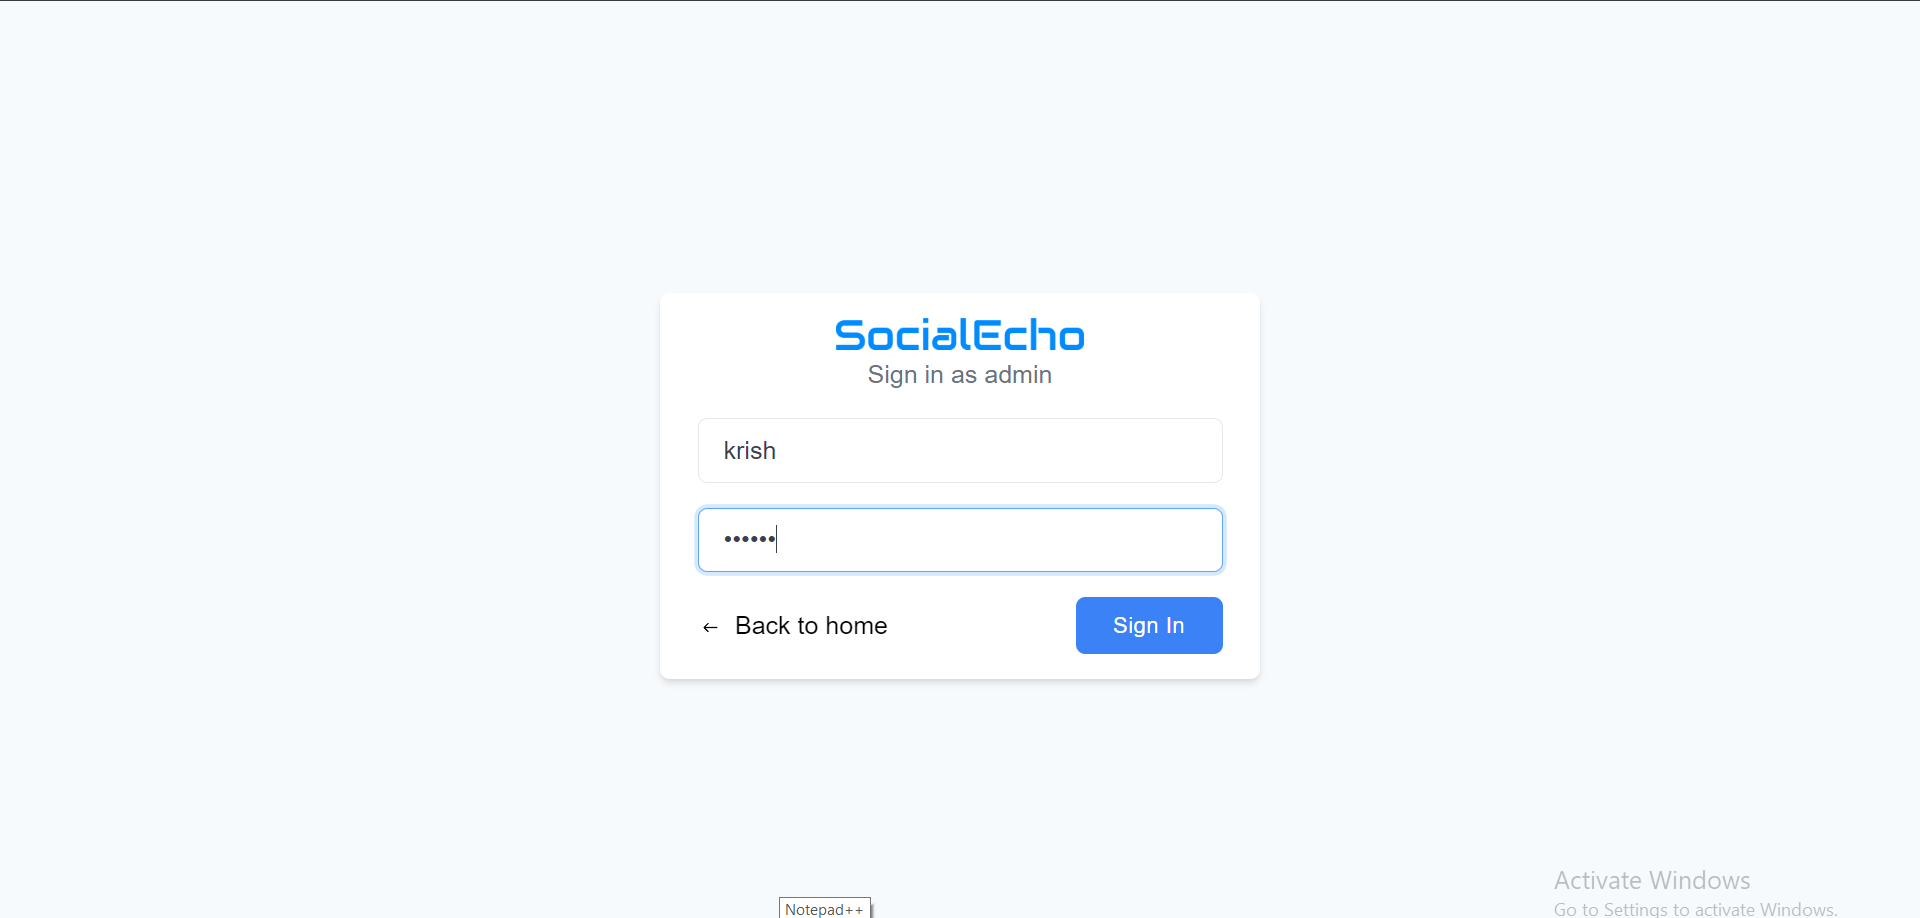 SocialEcho
Sign in as admin
krish
••••••
← Back to home
Sign In
Activate Windows
Go to Settings to activate Windows.
Notepad++